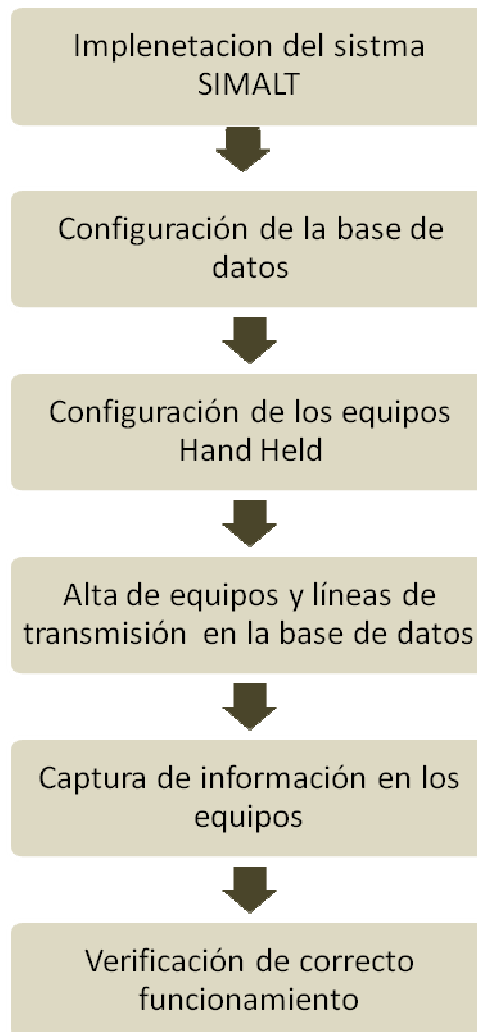 Implenetacion del sistma
SIMALT
Configuración de la base de
datos
Configuración de los equipos
Hand Held
Alta de equipos y líneas de
transmisión en la base de datos
Captura de información en los
equipos
Verificación de correcto
funcionamiento